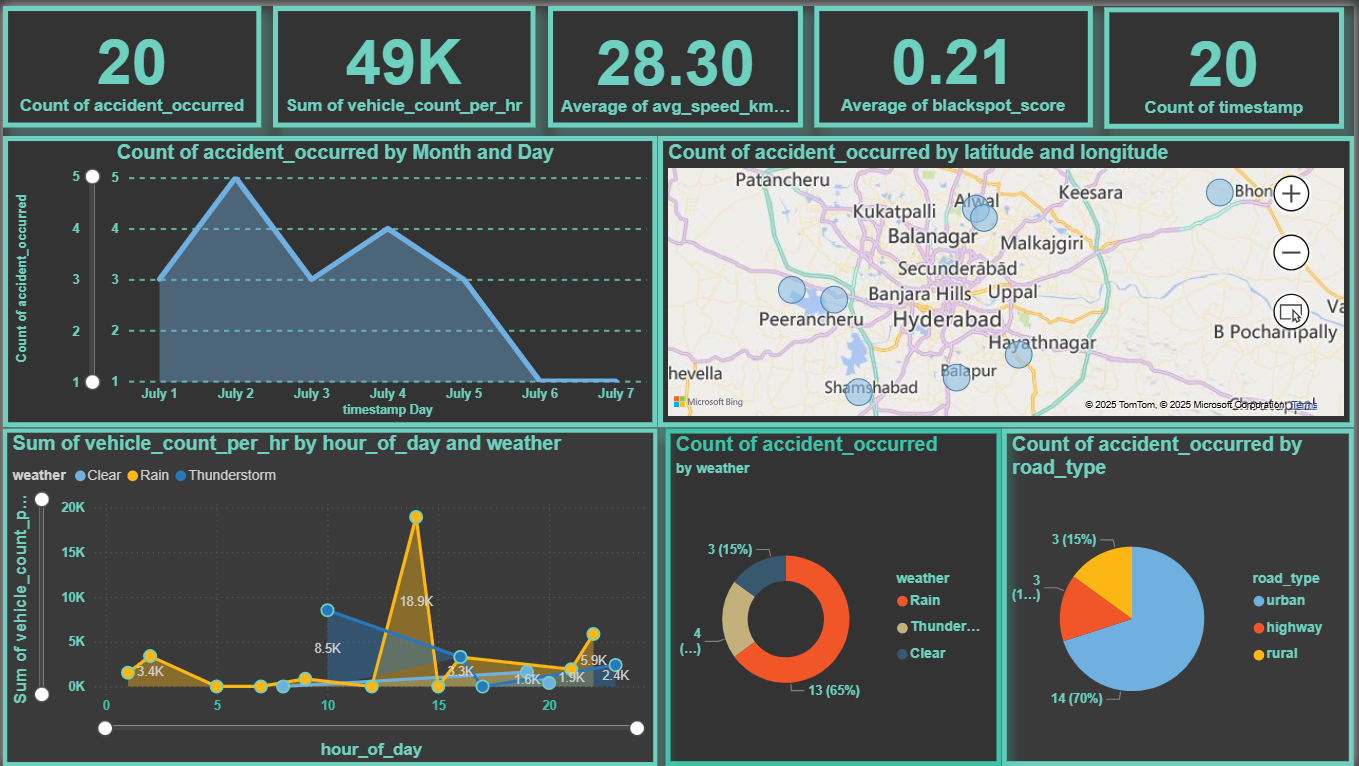 20
Count of accident_occurred
49K
Sum of vehicle_count_per_hr
28.30
Average of avg_speed_km...
0.21
Average of blackspot_score
20
Count of timestamp
Count of accident_occurred by Month and Day
Count of accident_occurred
5
4
3
2
1
5
4
3
2
1
July 1
July 2
July 3
July 4
July 5
July 6
July 7
timestamp Day
Count of accident_occurred by latitude and longitude
Patancheru
Keesara
Bhon
Alwal
Kukatpalli
Balanagar
Malkajgiri
Secunderābād
Banjara Hills
Uppal
Peerancheru
Hyderabad
B Pochampally
Hayathnagar
hevella
Shamshabad
Balapur
Microsoft Bing
© 2025 TomTom, © 2025 Microsoft Corporation Terms
Sum of vehicle_count_per_hr by hour_of_day and weather
weather Clear Rain Thunderstorm
Sum of vehicle_count_p...
20K
15K
10K
5K
0K
3.4K
8.5K
18.9K
3.3K
1.6K
1.9K
5.9K
2.4K
0
5
10
15
20
hour_of_day
Count of accident_occurred
by weather
3 (15%)
4
(...)
13 (65%)
weather
Rain
Thunder...
Clear
Count of accident_occurred by
road_type
3 (15%)
3
(1...)
14 (70%)
road_type
urban
highway
rural